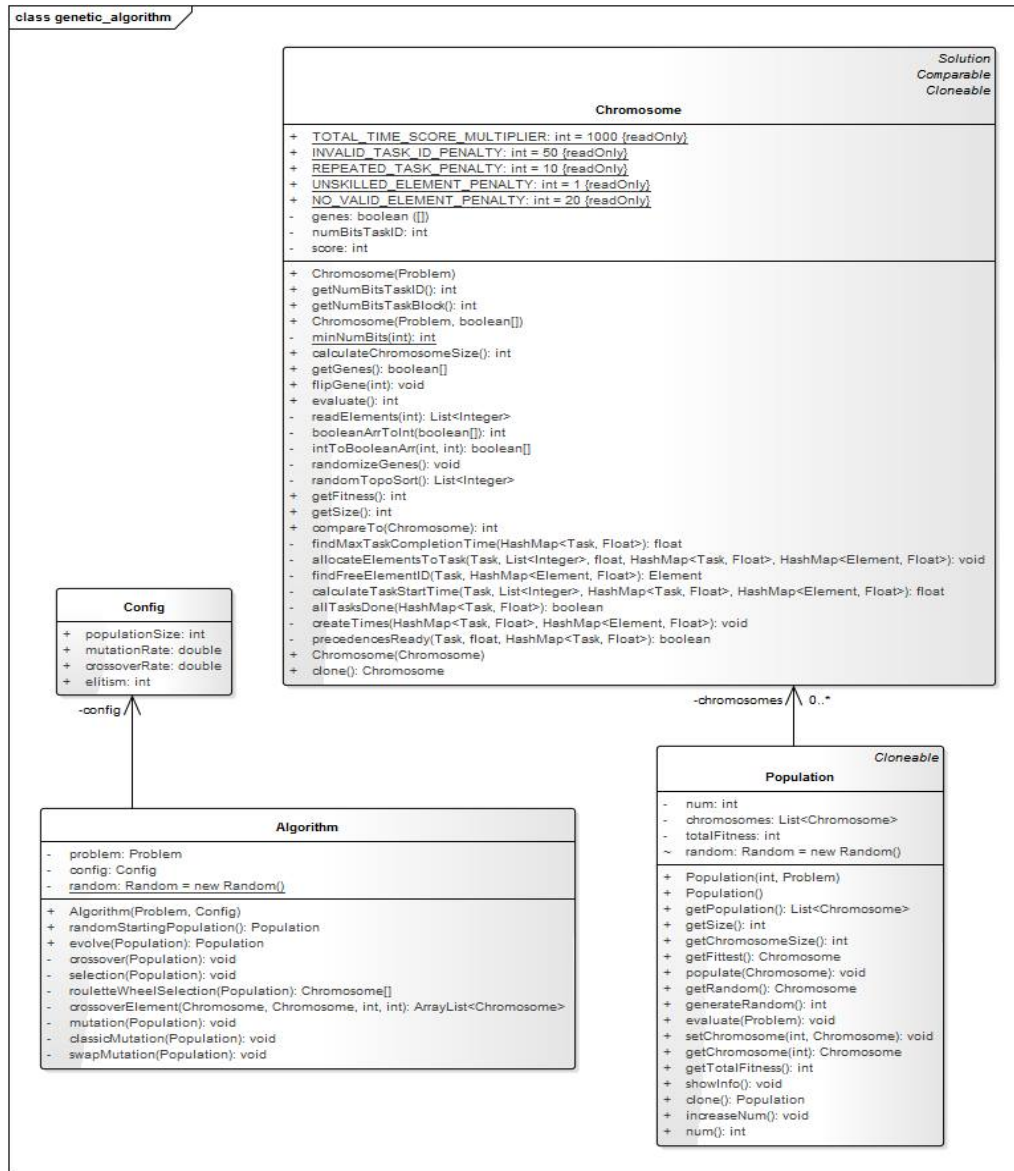 class genetic_algorithm
Solution
Comparable
Cloneable
Chromosome
+ TOTAL_TIME_SCORE_MULTIPLIER: int = 1000 {readOnly}
+ INVALID_TASK_ID_PENALTY: int = 50 {readOnly}
+ REPEATED_TASK_PENALTY: int = 10 {readOnly}
+ UNSKILLED_ELEMENT_PENALTY: int = 1 {readOnly}
+ NO_VALID_ELEMENT_PENALTY: int = 20 {readOnly}
- genes: boolean ([])
- numBitsTaskID: int
- score: int
+ Chromosome(Problem)
+ getNumBitsTaskID(): int
+ getNumBitsTaskBlock(): int
+ Chromosome(Problem, boolean[])
- minNumBits(int): int
+ calculateChromosomeSize(): int
+ getGenes(): boolean[]
+ flipGene(int): void
+ evaluate(): int
- readElements(int): List<Integer>
- booleanArrToInt(boolean[]): int
- intToBooleanArr(int, int): boolean[]
- randomizeGenes(): void
- randomTopoSort(): List<Integer>
+ getFitness(): int
+ getSize(): int
+ compareTo(Chromosome): int
- findMaxTaskCompletionTime(HashMap<Task, Float>): float
- allocateElementsToTask(Task, List<Integer>, float, HashMap<Task, Float>, HashMap<Element, Float>): void
- findFreeElementID(Task, HashMap<Element, Float>): Element
- calculateTaskStartTime(Task, List<Integer>, HashMap<Task, Float>, HashMap<Element, Float>): float
- allTasksDone(HashMap<Task, Float>): boolean
- createTimes(HashMap<Task, Float>, HashMap<Element, Float>): void
- precedencesReady(Task, float, HashMap<Task, Float>): boolean
+ Chromosome(Chromosome)
+ clone(): Chromosome
Config
+ populationSize: int
+ mutationRate: double
+ crossoverRate: double
+ elitism: int
-config
-chromosomes 0..*
Algorithm
- problem: Problem
- config: Config
- random: Random = new Random()
+ Algorithm(Problem, Config)
+ randomStartingPopulation(): Population
+ evolve(Population): Population
- crossover(Population): void
- selection(Population): void
- rouletteWheelSelection(Population): Chromosome[]
- crossoverElement(Chromosome, Chromosome, int, int): ArrayList<Chromosome>
- mutation(Population): void
- classicMutation(Population): void
- swapMutation(Population): void
Cloneable
Population
- num: int
- chromosomes: List<Chromosome>
- totalFitness: int
~ random: Random = new Random()
+ Population(int, Problem)
+ Population()
+ getPopulation(): List<Chromosome>
+ getSize(): int
+ getChromosomeSize(): int
+ getFittest(): Chromosome
+ populate(Chromosome): void
+ getRandom(): Chromosome
+ generateRandom(): int
+ evaluate(Problem): void
+ setChromosome(int, Chromosome): void
+ getChromosome(int): Chromosome
+ getTotalFitness(): int
+ showInfo(): void
+ clone(): Population
+ increaseNum(): void
+ num(): int